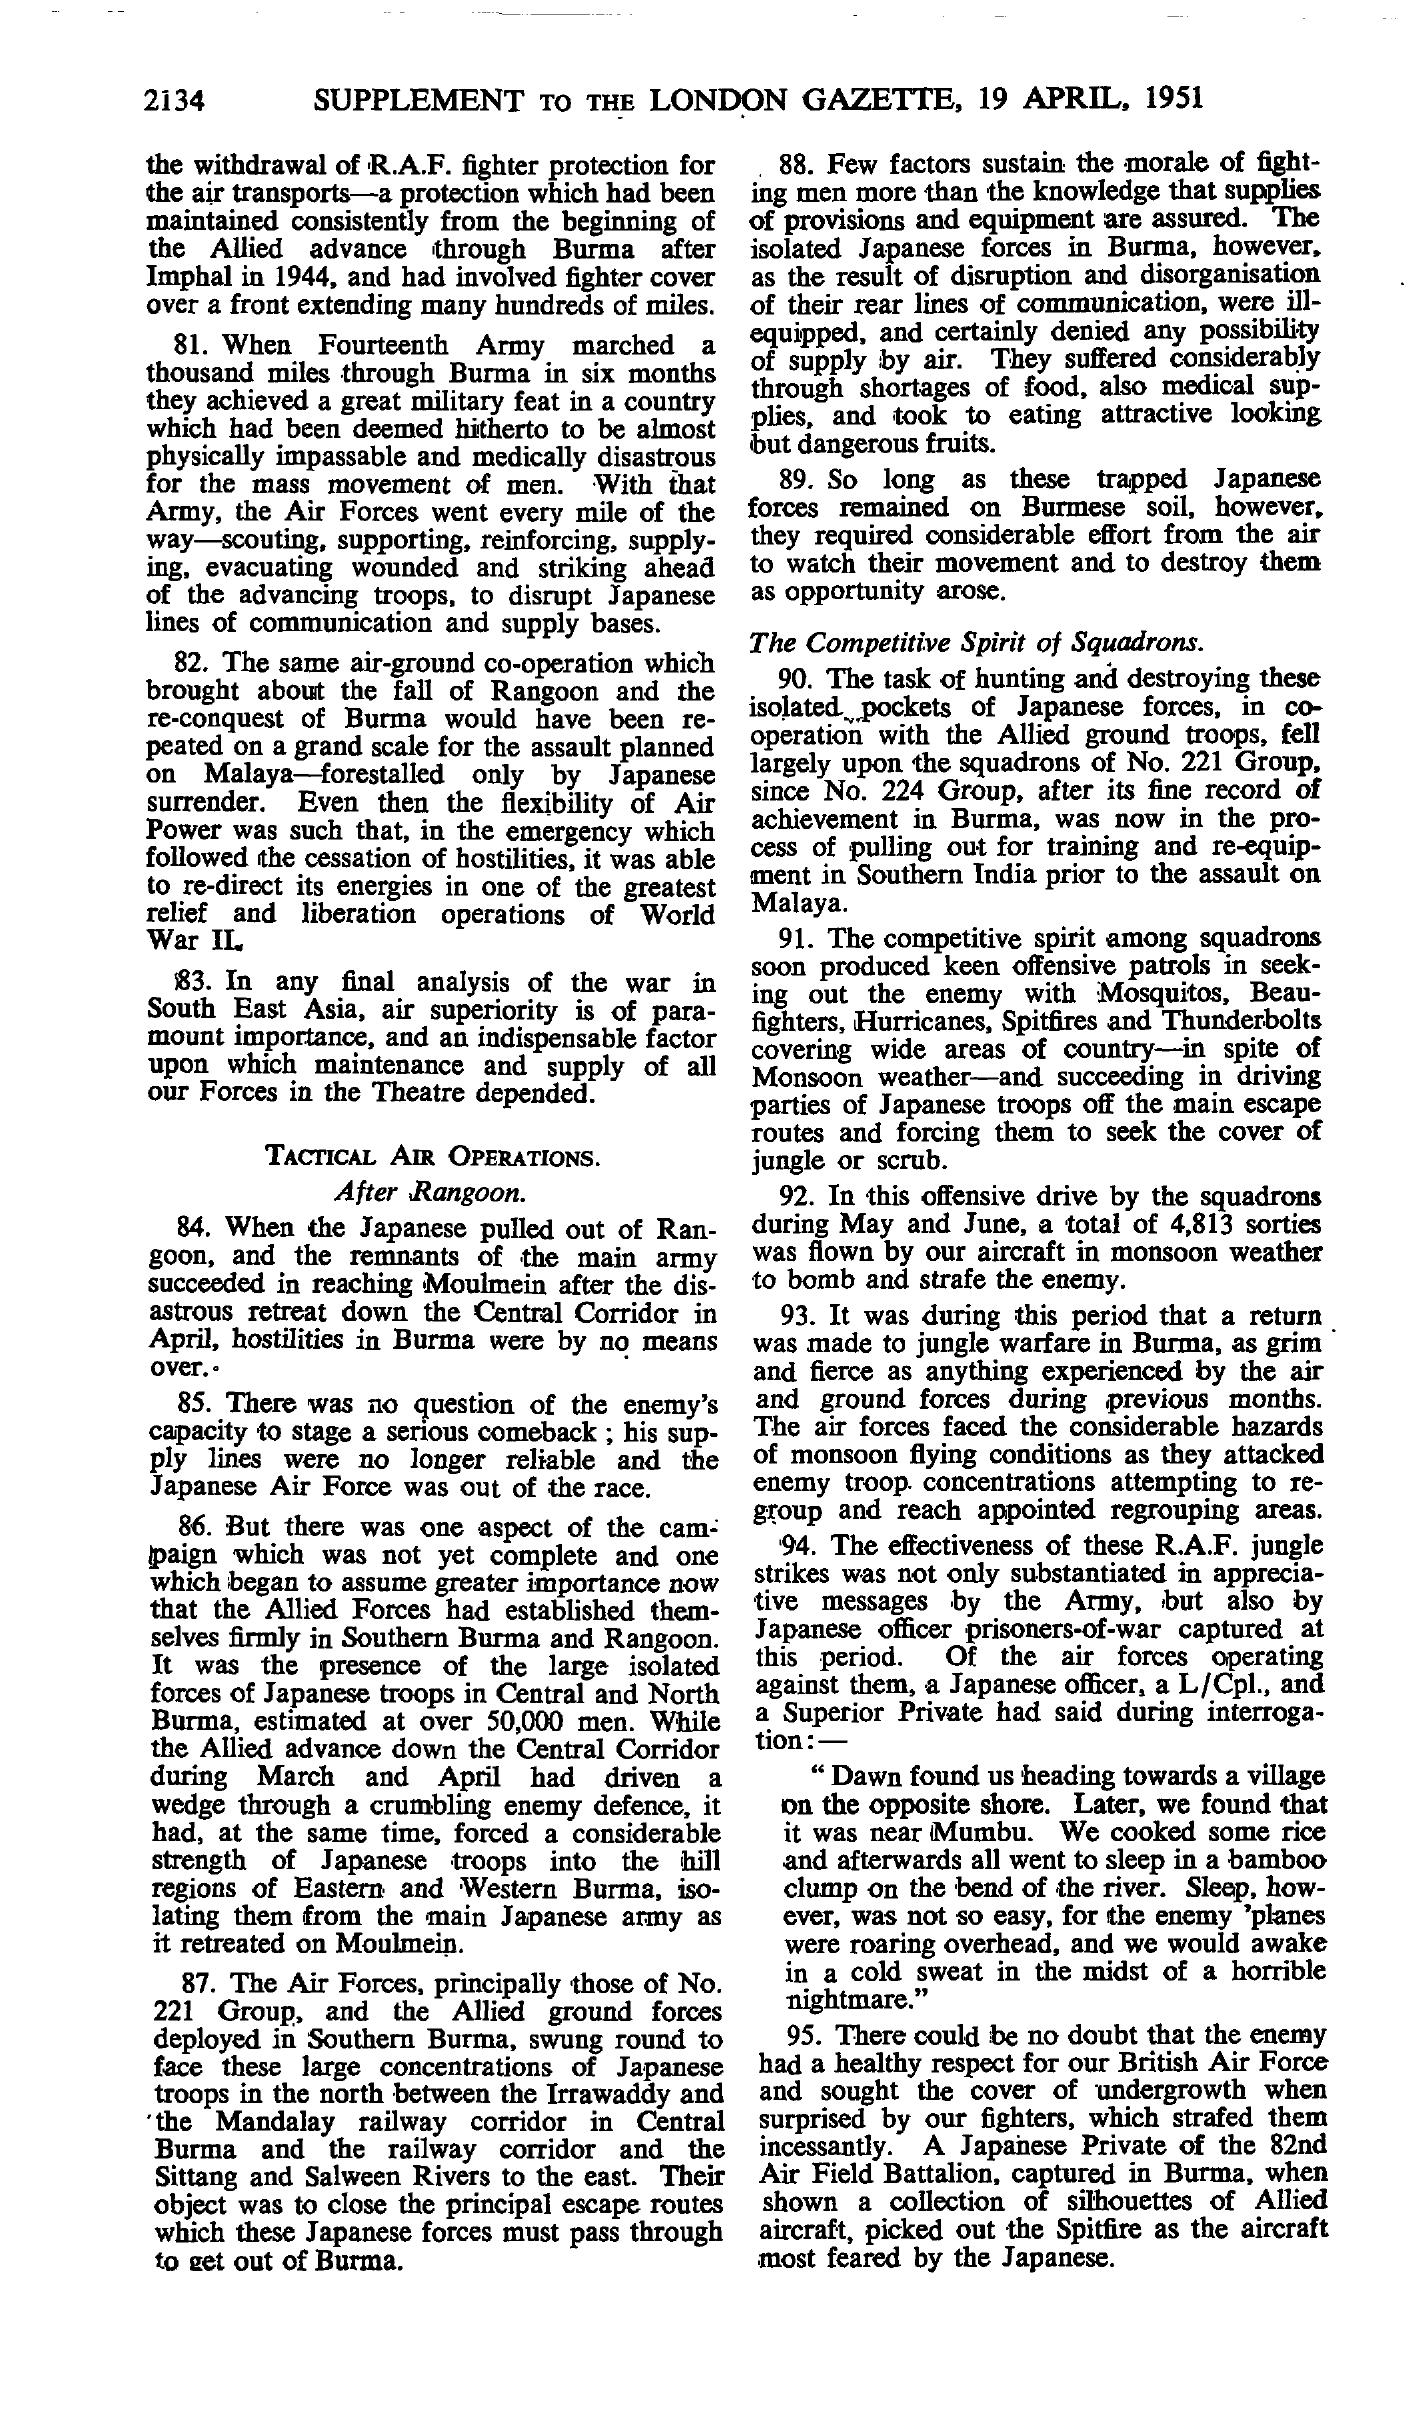 2134 SUPPLEMENT TO THE LONDON GAZETTE, 19 APRIL, 1951
the withdrawal of R.A.F. fighter protection for
the air transports—a protection which had been
maintained consistently from the beginning of
the Allied advance through Burma after
Imphal in 1944, and had involved fighter cover
over a front extending many hundreds of miles.
81. When Fourteenth Army marched a
thousand miles through Burma in six months
they achieved a great military feat in a country
which had been deemed hitherto to be almost
physically impassable and medically disastrous
for the mass movement of men. With that
Army, the Air Forces went every mile of the
way—scouting, supporting, reinforcing, supply-
ing, evacuating wounded and striking ahead
of the advancing troops, to disrupt Japanese
lines of communication and supply bases.
82. The same air-ground co-operation which
brought about the fall of Rangoon and the
re-conquest of Burma would have been re-
peated on a grand scale for the assault planned
on Malaya—forestalled only by Japanese
surrender. Even then the flexibility of Air
Power was such that, in the emergency which
followed the cessation of hostilities, it was able
to re-direct its energies in one of the greatest
relief and liberation operations of World
War II.
83. In any final analysis of the war in
South East Asia, air superiority is of para-
mount importance, and an indispensable factor
upon which maintenance and supply of all
our Forces in the Theatre depended.
TACTICAL AIR OPERATIONS.
After Rangoon.
84. When the Japanese pulled out of Ran-
goon, and the remnants of the main army
succeeded in reaching Moulmein after the dis-
astrous retreat down the Central Corridor in
April, hostilities in Burma were by no means
over.
85. There was no question of the enemy's
capacity to stage a serious comeback ; his sup-
ply lines were no longer reliable and the
Japanese Air Force was out of the race.
86. But there was one aspect of the cam-
paign which was not yet complete and one
which began to assume greater importance now
that the Allied Forces had established them-
selves firmly in Southern Burma and Rangoon.
It was the presence of the large isolated
forces of Japanese troops in Central and North
Burma, estimated at over 50,000 men. While
the Allied advance down the Central Corridor
during March and April had driven a
wedge through a crumbling enemy defence, it
had, at the same time, forced a considerable
strength of Japanese troops into the hill
regions of Eastern and Western Burma, iso-
lating them from the main Japanese army as
it retreated on Moulmein.
87. The Air Forces, principally those of No.
221 Group, and the Allied ground forces
deployed in Southern Burma, swung round to
face these large concentrations of Japanese
troops in the north between the Irrawaddy and
the Mandalay railway corridor in Central
Burma and the railway corridor and the
Sittang and Salween Rivers to the east. Their
object was to close the principal escape routes
which these Japanese forces must pass through
to get out of Burma.
88. Few factors sustain the morale of fight-
ing men more than the knowledge that supplies
of provisions and equipment are assured. The
isolated Japanese forces in Burma, however,
as the result of disruption and disorganisation
of their rear lines of communication, were ill-
equipped, and certainly denied any possibility
of supply by air. They suffered considerably
through shortages of food, also medical sup-
plies, and took to eating attractive looking
but dangerous fruits.
89. So long as these trapped Japanese
forces remained on Burmese soil, however,
they required considerable effort from the air
to watch their movement and to destroy them
as opportunity arose.
The Competitive Spirit of Squadrons.
90. The task of hunting and destroying these
isolated pockets of Japanese forces, in co-
operation with the Allied ground troops, fell
largely upon the squadrons of No. 221 Group,
since No. 224 Group, after its fine record of
achievement in Burma, was now in the pro-
cess of pulling out for training and re-equip-
ment in Southern India prior to the assault on
Malaya.
91. The competitive spirit among squadrons
soon produced keen offensive patrols in seek-
ing out the enemy with Mosquitos, Beau-
fighters, Hurricanes, Spitfires and Thunderbolts
covering wide areas of country—in spite of
Monsoon weather—and succeeding in driving
parties of Japanese troops off the main escape
routes and forcing them to seek the cover of
jungle or scrub.
92. In this offensive drive by the squadrons
during May and June, a total of 4,813 sorties
was flown by our aircraft in monsoon weather
to bomb and strafe the enemy.
93. It was during this period that a return
was made to jungle warfare in Burma, as grim
and fierce as anything experienced by the air
and ground forces during previous months.
The air forces faced the considerable hazards
of monsoon flying conditions as they attacked
enemy troop concentrations attempting to re-
group and reach appointed regrouping areas.
94. The effectiveness of these R.A.F. jungle
strikes was not only substantiated in apprecia-
tive messages by the Army, but also by
Japanese officer prisoners-of-war captured at
this period. Of the air forces operating
against them, a Japanese officer, a L/Cpl., and
a Superior Private had said during interroga-
tion:—
" Dawn found us heading towards a village
on the opposite shore. Later, we found that
it was near Mumbu. We cooked some rice
and afterwards all went to sleep in a bamboo
clump on the bend of the river. Sleep, how-
ever, was not so easy, for the enemy 'planes
were roaring overhead, and we would awake
in a cold sweat in the midst of a horrible
nightmare."
95. There could be no doubt that the enemy
had a healthy respect for our British Air Force
and sought the cover of undergrowth when
surprised by our fighters, which strafed them
incessantly. A Japanese Private of the 82nd
Air Field Battalion, captured in Burma, when
shown a collection of silhouettes of Allied
aircraft, picked out the Spitfire as the aircraft
most feared by the Japanese.